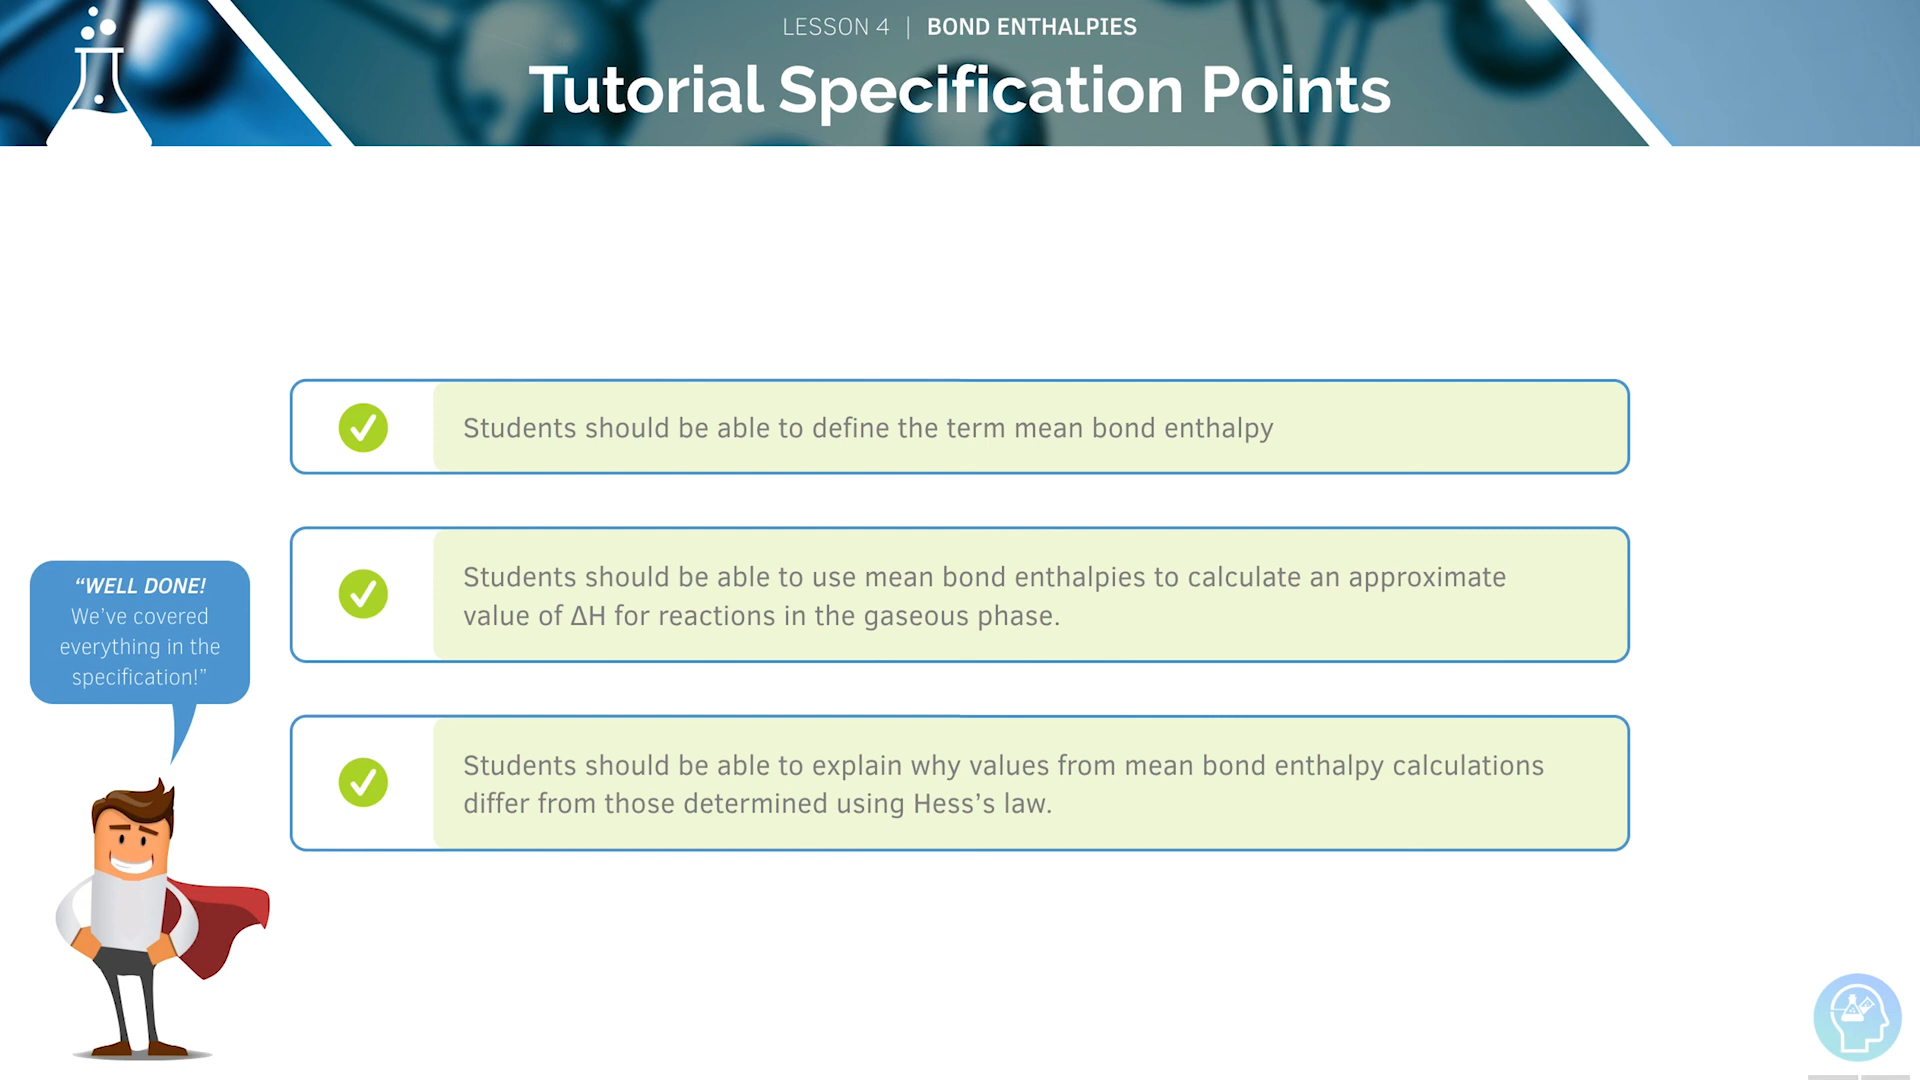 LESSON 4 | BOND ENTHALPIES
Tutorial Specification Points
Students should be able to define the term mean bond enthalpy
Students should be able to use mean bond enthalpies to calculate an approximate
value of ΔH for reactions in the gaseous phase.
“WELL DONE!
We’ve covered
everything in the
specification!”
Students should be able to explain why values from mean bond enthalpy calculations
differ from those determined using Hess’s law.